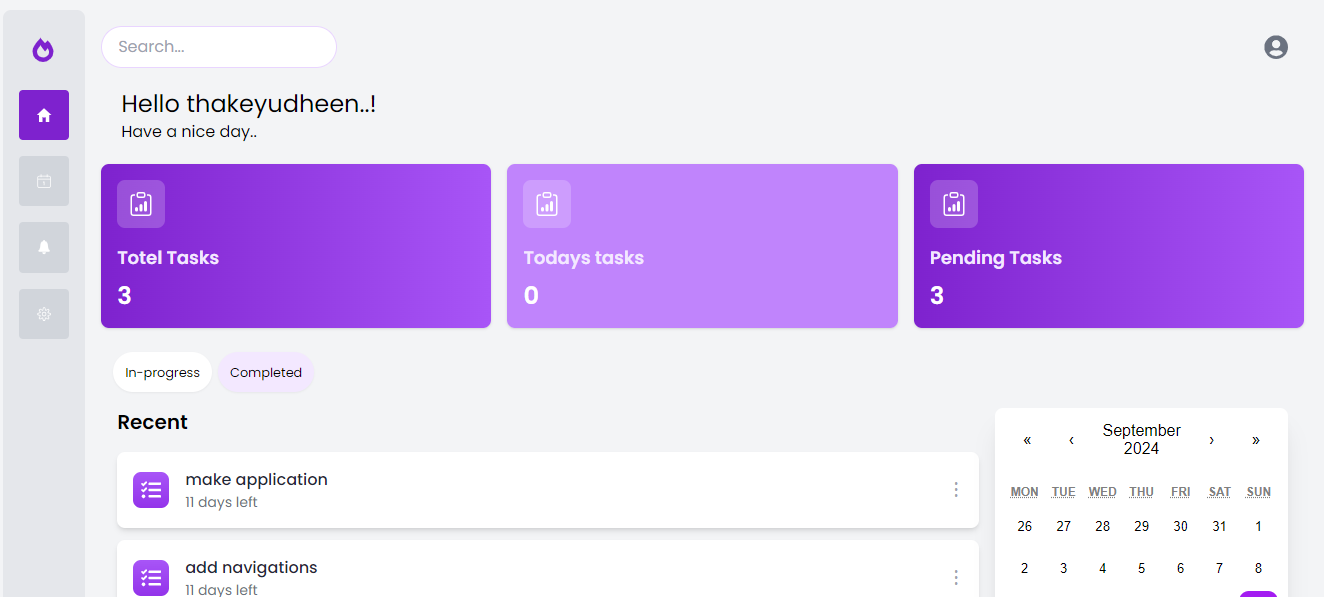 Search...
Hello thakeyudheen..!
Have a nice day..
Totel Tasks
3
Todays tasks
0
Pending Tasks
3
In-progress
Completed
Recent
make application
11 days left
add navigations
11 days left
« ‹ September 2024 › »
MON TUE WED THU FRI SAT SUN
26 27 28 29 30 31 1
2 3 4 5 6 7 8